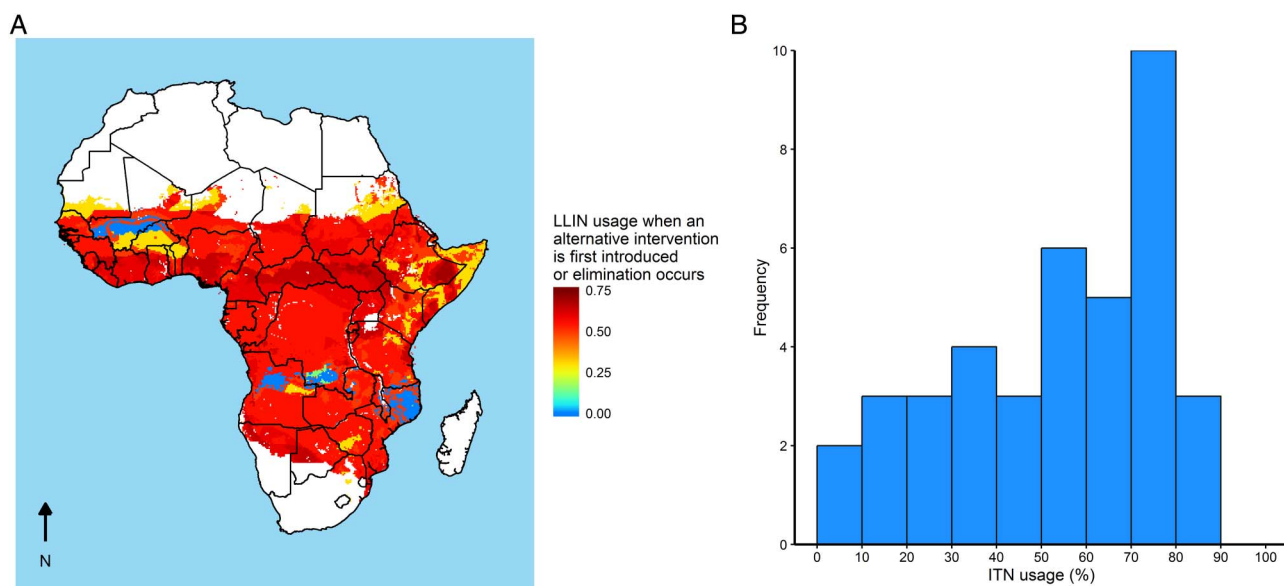 A
LLIN usage when an
alternative intervention
is first introduced
or elimination occurs
0.75
0.50
0.25
0.00
N
B
Frequency
10
8
6
4
2
0
0 10 20 30 40 50 60 70 80 90 100
ITN usage (%)